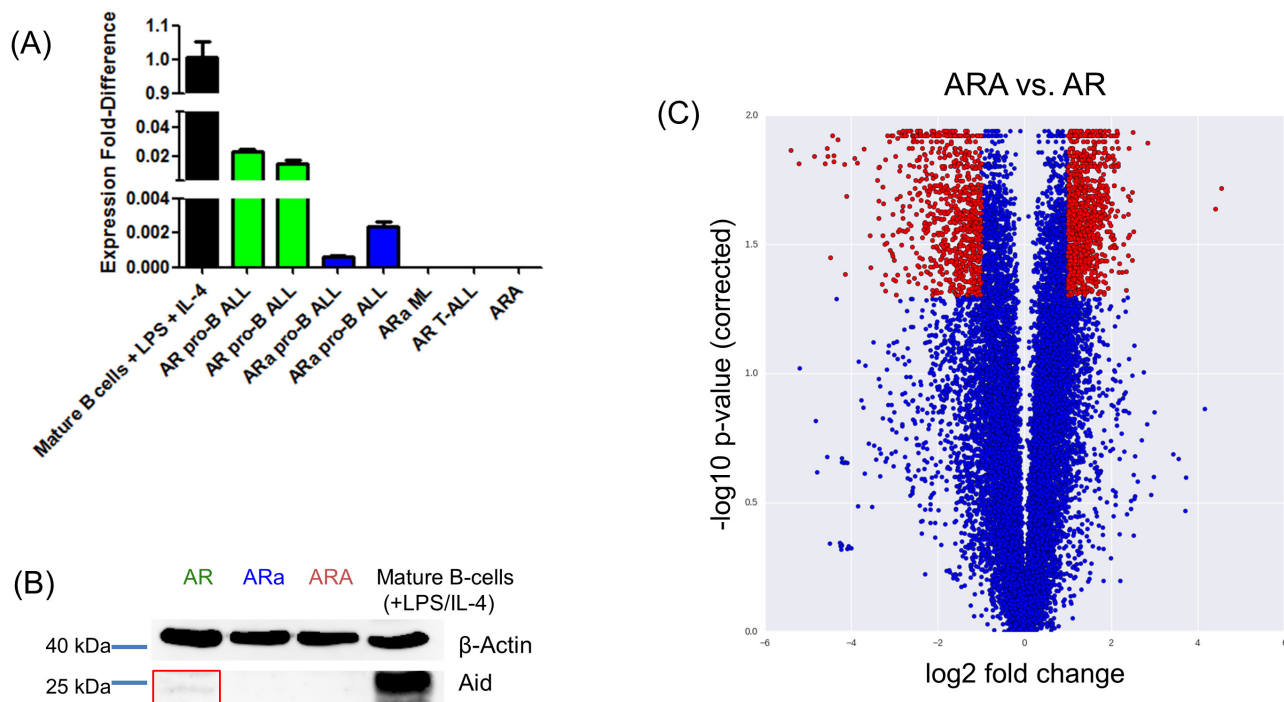 (A)
Expression Fold-Difference
1.1
1.0
0.9
0.04
0.02
0.004
0.002
0.000
Mature B cells + LPS + IL-4
AR pro-B ALL
AR pro-B ALL
ARa pro-B ALL
ARa pro-B ALL
ARa ML
AR T-ALL
ARA
(B)
AR ARa ARA Mature B-cells
(+LPS/IL-4)
40 kDa β-Actin
25 kDa Aid
(C)
ARA vs. AR
-log10 p-value (corrected)
2.0
1.5
1.0
0.5
0.0
-6 -4 -2 0 2 4 6
log2 fold change